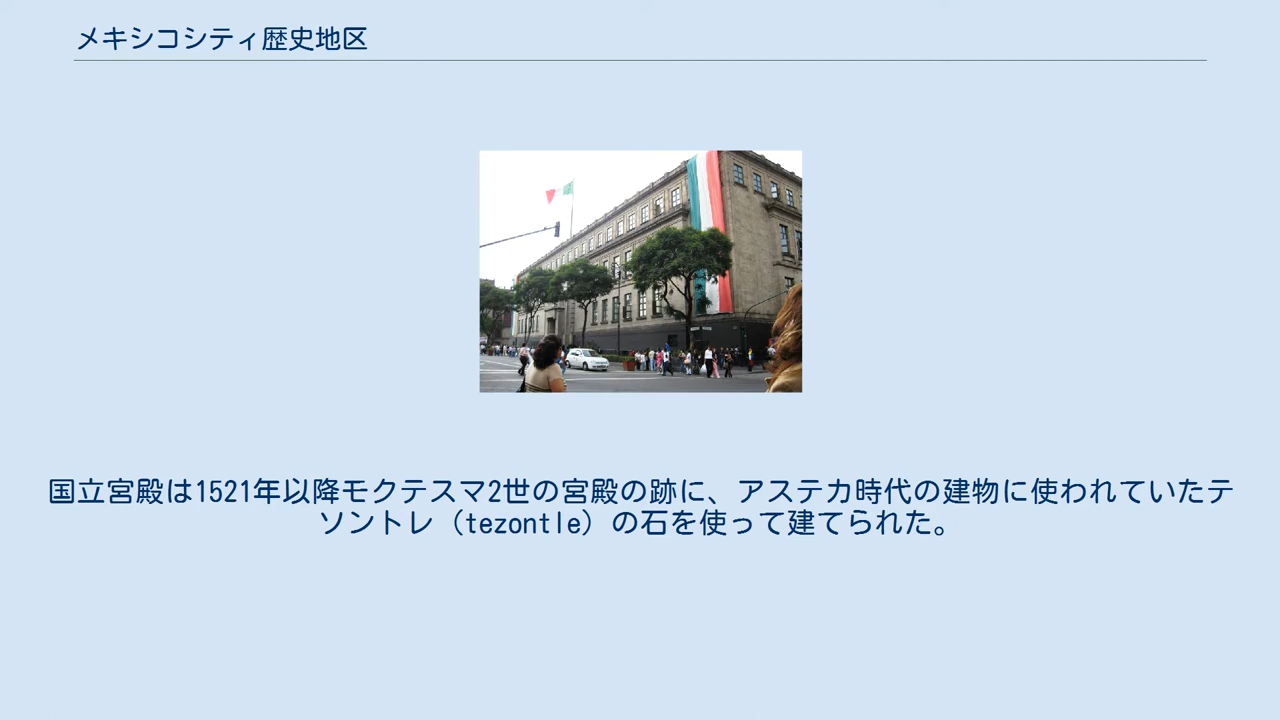 メキシコシティ歴史地区
国立宮殿は1521年以降モクテスマ2世の宮殿の跡に、アステカ時代の建物に使われていたテ
ソントレ（tezontle）の石を使って建てられた。